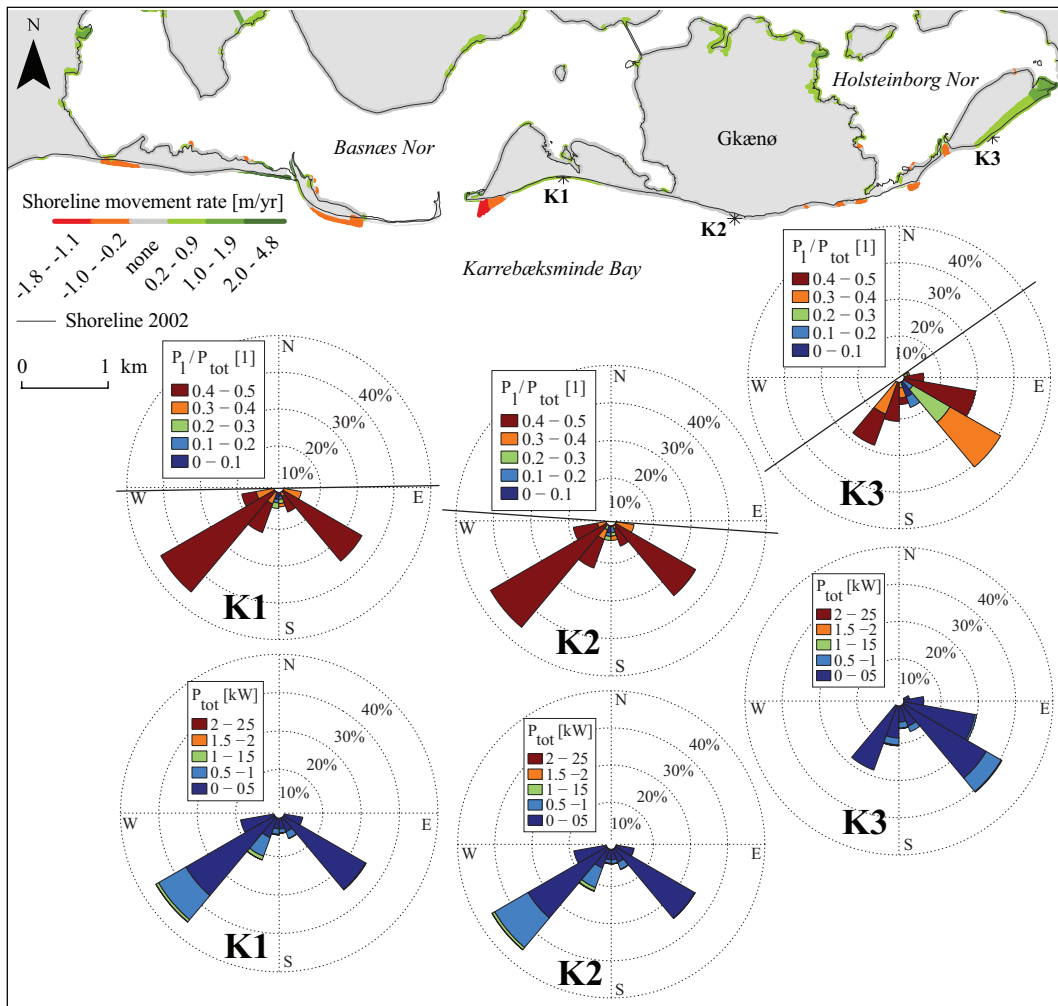 N
Holsteinborg Nor
Basnæs Nor
Gkænø
K3
K1
K2
Shoreline movement rate [m/yr]
-1.8 - -1.1
-1.0 - -0.2
none
0.2 - 0.9
1.0 - 1.9
2.0 - 4.8
Karrebæksminde Bay
Shoreline 2002
0 1 km
P_l/P_tot [1]
0.4 – 0.5
0.3 – 0.4
0.2 – 0.3
0.1 – 0.2
0 – 0.1
N
40%
30%
20%
10%
W
E
S
K3
P_l/P_tot [1]
0.4 – 0.5
0.3 – 0.4
0.2 – 0.3
0.1 – 0.2
0 – 0.1
N
40%
30%
20%
10%
W
E
S
K1
P_l/P_tot [1]
0.4 – 0.5
0.3 – 0.4
0.2 – 0.3
0.1 – 0.2
0 – 0.1
N
40%
30%
20%
10%
W
E
S
K2
P_tot [kW]
2 – 25
1.5 – 2
1 – 15
0.5 – 1
0 – 05
N
40%
30%
20%
10%
W
E
S
K3
P_tot [kW]
2 – 25
1.5 – 2
1 – 15
0.5 – 1
0 – 05
N
40%
30%
20%
10%
W
E
S
K1
P_tot [kW]
2 – 25
1.5 – 2
1 – 15
0.5 – 1
0 – 05
N
40%
30%
20%
10%
W
E
S
K2